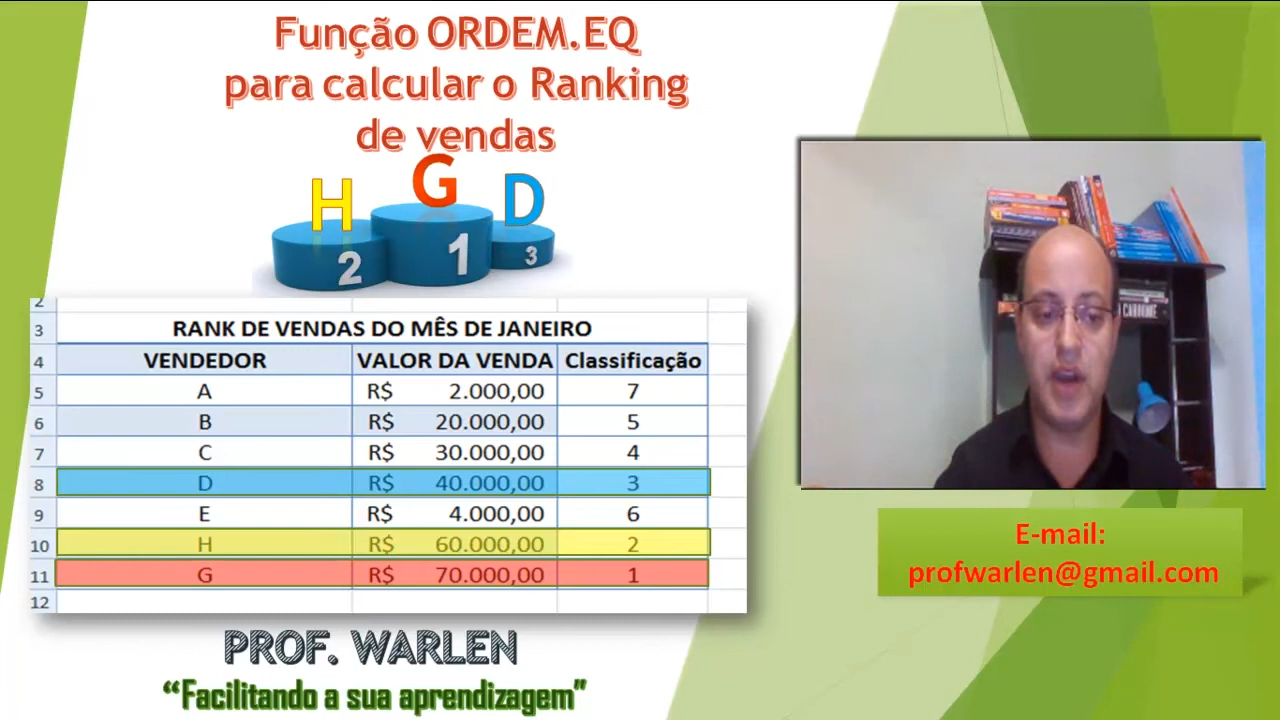 Função ORDEM.EQ
para calcular o Ranking
de vendas
H G D
2 1 3
2
3 RANK DE VENDAS DO MÊS DE JANEIRO
4 VENDEDOR VALOR DA VENDA Classificação
5 A R$ 2.000,00 7
6 B R$ 20.000,00 5
7 C R$ 30.000,00 4
8 D R$ 40.000,00 3
9 E R$ 4.000,00 6
10 H R$ 60.000,00 2
11 G R$ 70.000,00 1
12
PROF. WARLEN
“Facilitando a sua aprendizagem”
E-mail:
profwarlen@gmail.com